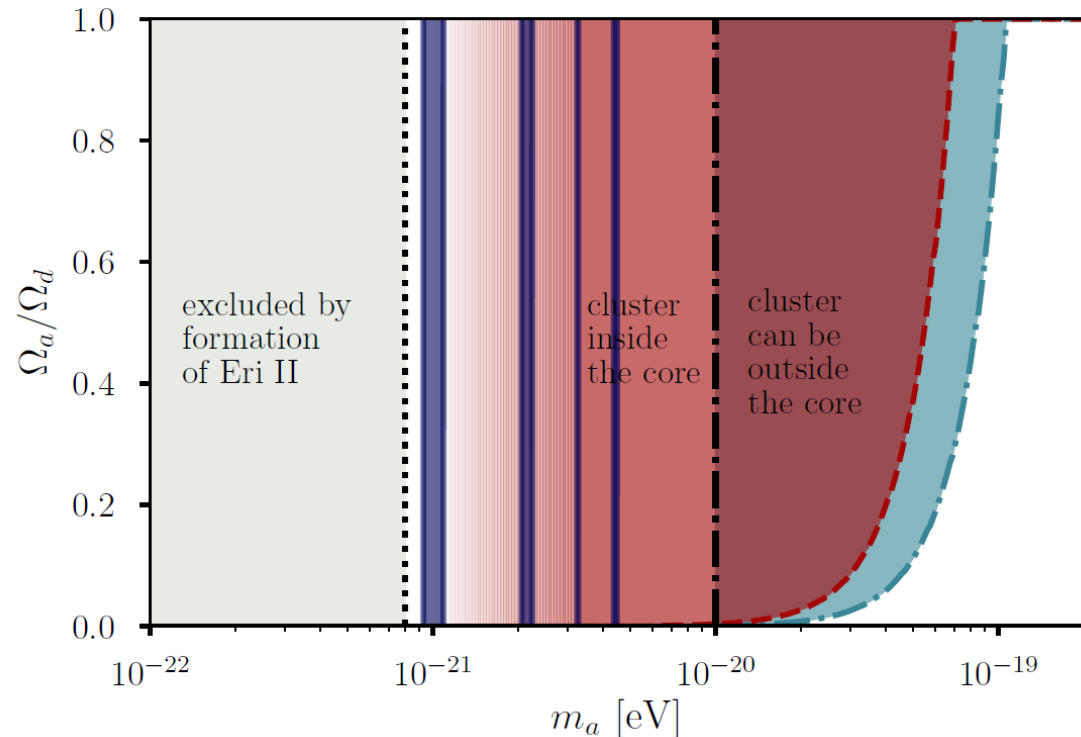 1.0
0.8
0.6
0.4
0.2
0.0
Ω_a/Ω_d
excluded by
formation
of Eri II
cluster
inside
the core
cluster
can be
outside
the core
10^{-22}
10^{-21}
10^{-20}
10^{-19}
m_a [eV]